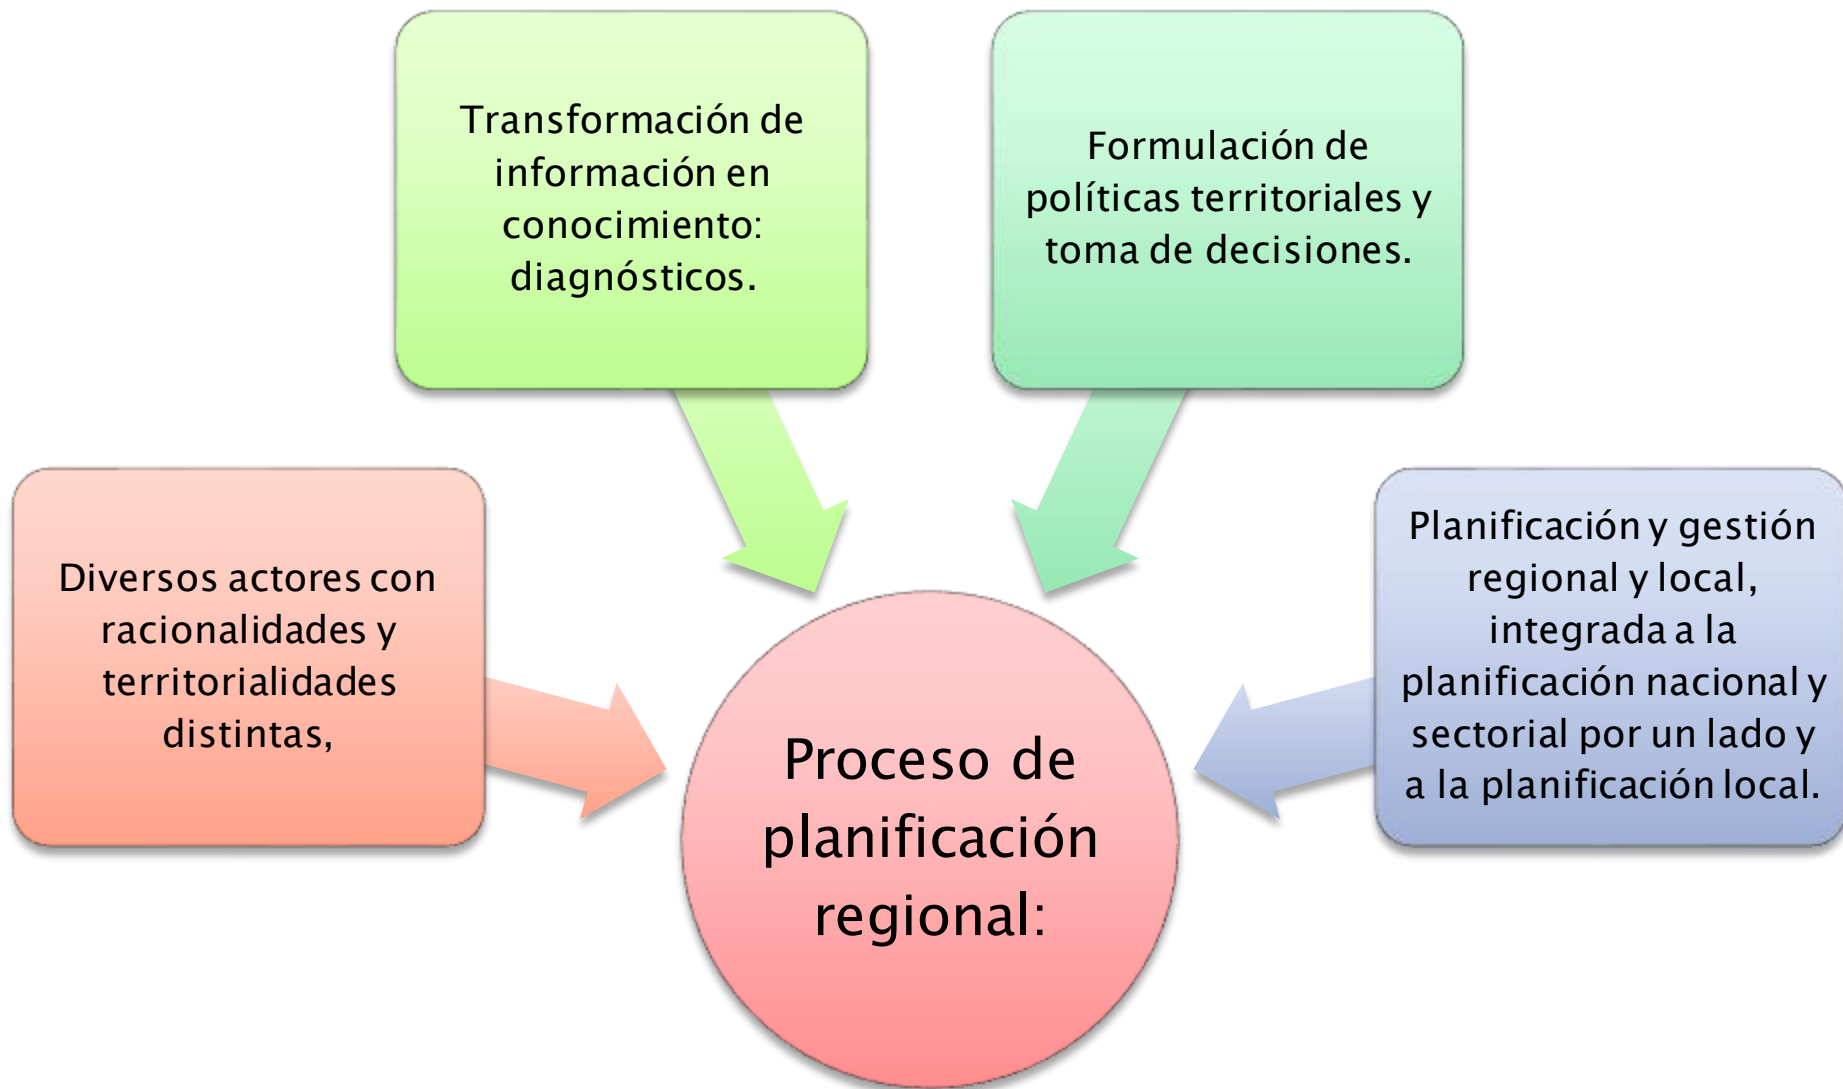 Transformación de
información en
conocimiento:
diagnósticos.
Formulación de
políticas territoriales y
toma de decisiones.
Diversos actores con
racionalidades y
territorialidades
distintas,
Planificación y gestión
regional y local,
integrada a la
planificación nacional y
sectorial por un lado y
a la planificación local.
Proceso de
planificación
regional: